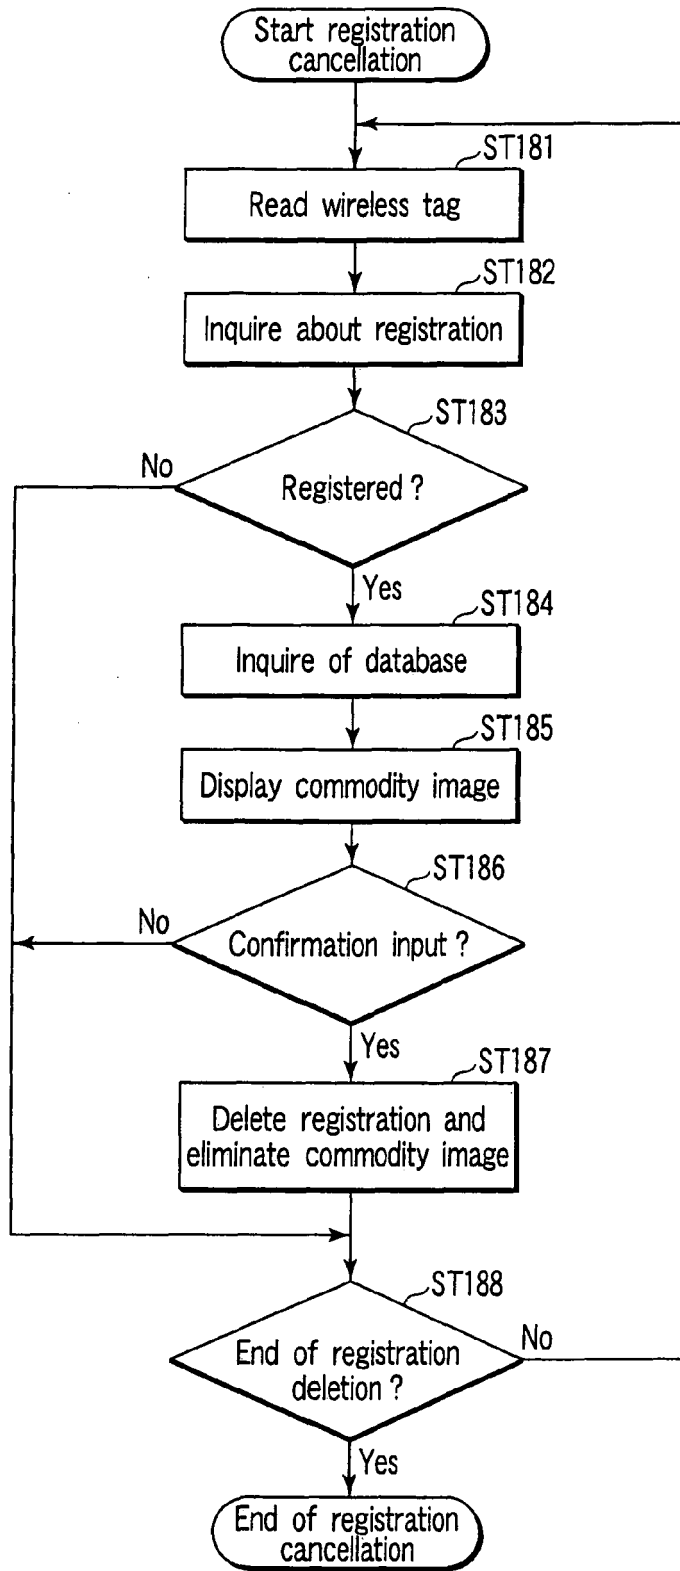 Start registration
cancellation
ST181
Read wireless tag
ST182
Inquire about registration
ST183
No
Registered ?
Yes
ST184
Inquire of database
ST185
Display commodity image
ST186
No
Confirmation input ?
Yes
ST187
Delete registration and
eliminate commodity image
ST188
No
End of registration
deletion ?
Yes
End of registration
cancellation